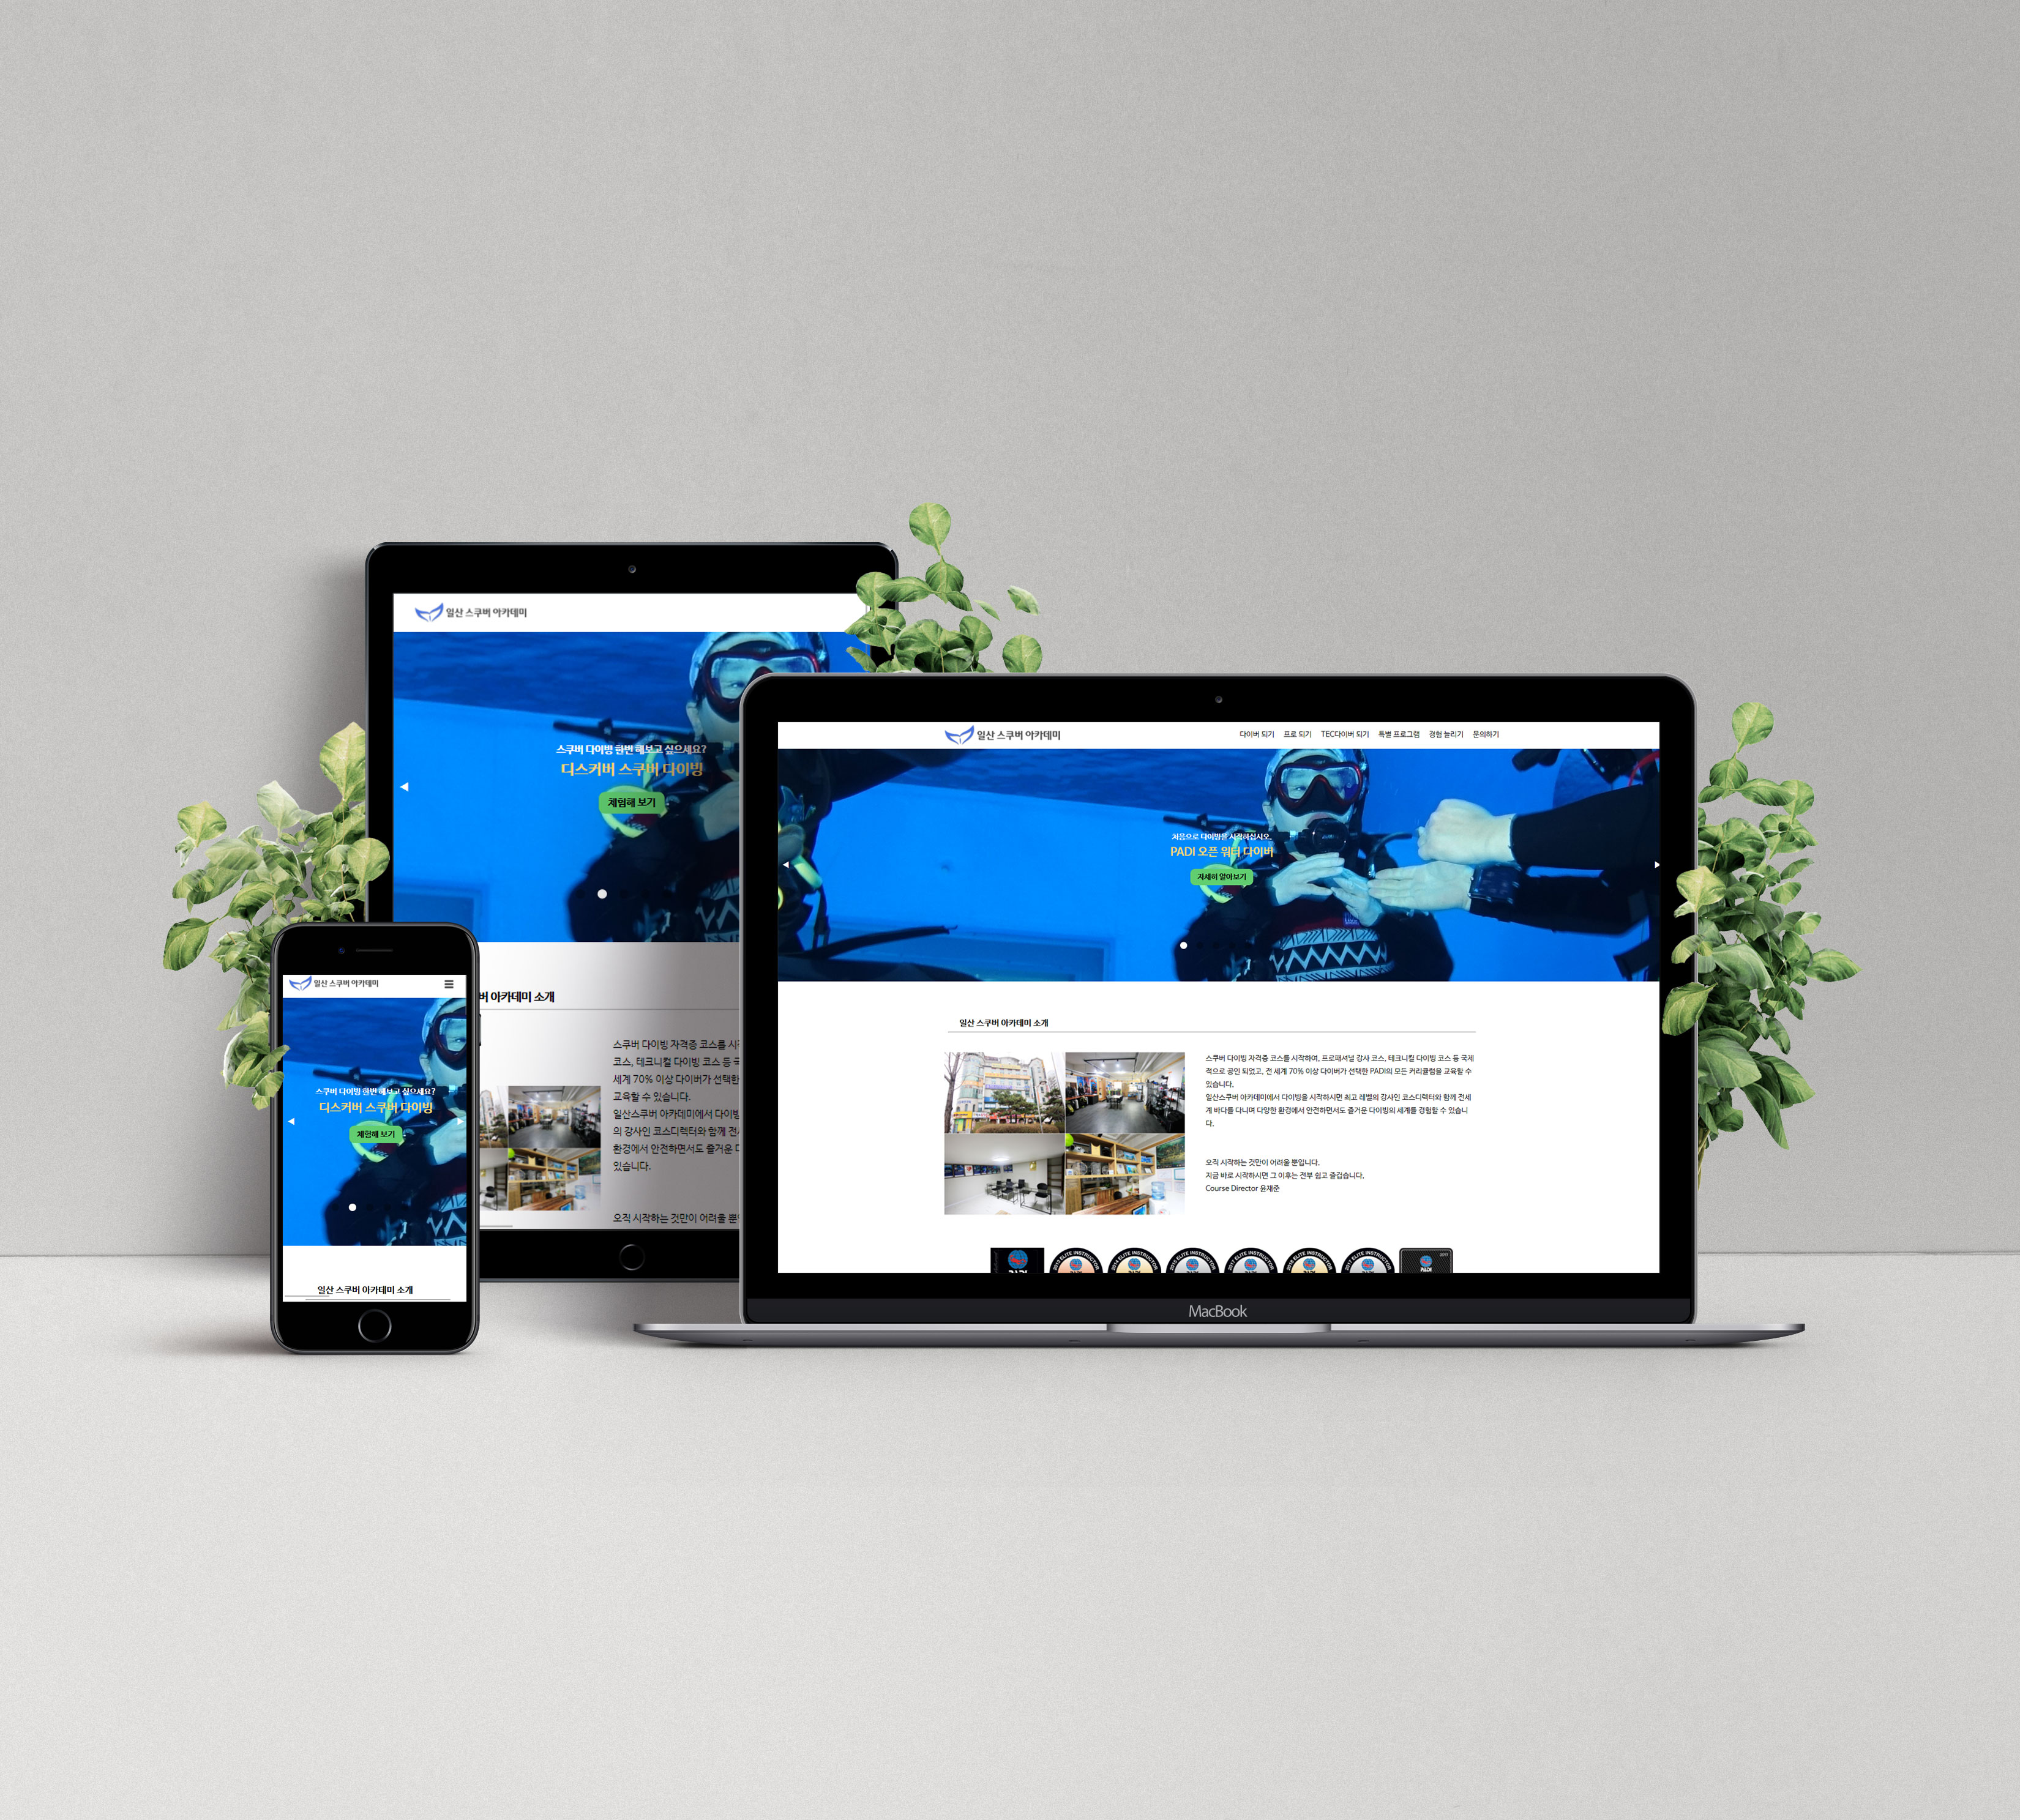 일산 스쿠버 아카데미
스쿠버 다이빙 한번 해보고 싶으세요?
디스커버 스쿠버 다이빙
체험해 보기
버 아카데미 소개
스쿠버 다이빙 자격증 코스를 시
코스, 테크니컬 다이빙 코스 등 국
세계 70% 이상 다이버가 선택한
교육할 수 있습니다.
일산스쿠버 아카데미에서 다이빙
의 강사인 코스디렉터와 함께 전
환경에서 안전하면서도 즐거운 다
있습니다.
오직 시작하는 것만이 어려울 뿐
일산 스쿠버 아카데미
스쿠버 다이빙 한번 해보고 싶으세요?
디스커버 스쿠버 다이빙
체험해 보기
일산 스쿠버 아카데미 소개
일산 스쿠버 아카데미
다이버 되기 프로 되기 TEC다이버 되기 특별 프로그램 경험 늘리기 문의하기
처음으로 다이빙을 시작하십시오.
PADI 오픈 워터 다이버
자세히 알아보기
일산 스쿠버 아카데미 소개
스쿠버 다이빙 자격증 코스를 시작하여, 프로패셔널 강사 코스, 테크니컬 다이빙 코스 등 국제
적으로 공인 되었고, 전 세계 70% 이상 다이버가 선택한 PADI의 모든 커리큘럼을 교육할 수
있습니다.
일산스쿠버 아카데미에서 다이빙을 시작하시면 최고 레벨의 강사인 코스디렉터와 함께 전세
계 바다를 다니며 다양한 환경에서 안전하면서도 즐거운 다이빙의 세계를 경험할 수 있습니
다.
오직 시작하는 것만이 어려울 뿐입니다,
지금 바로 시작하시면 그 이후는 전부 쉽고 즐겁습니다.
Course Director 윤재준
MacBook